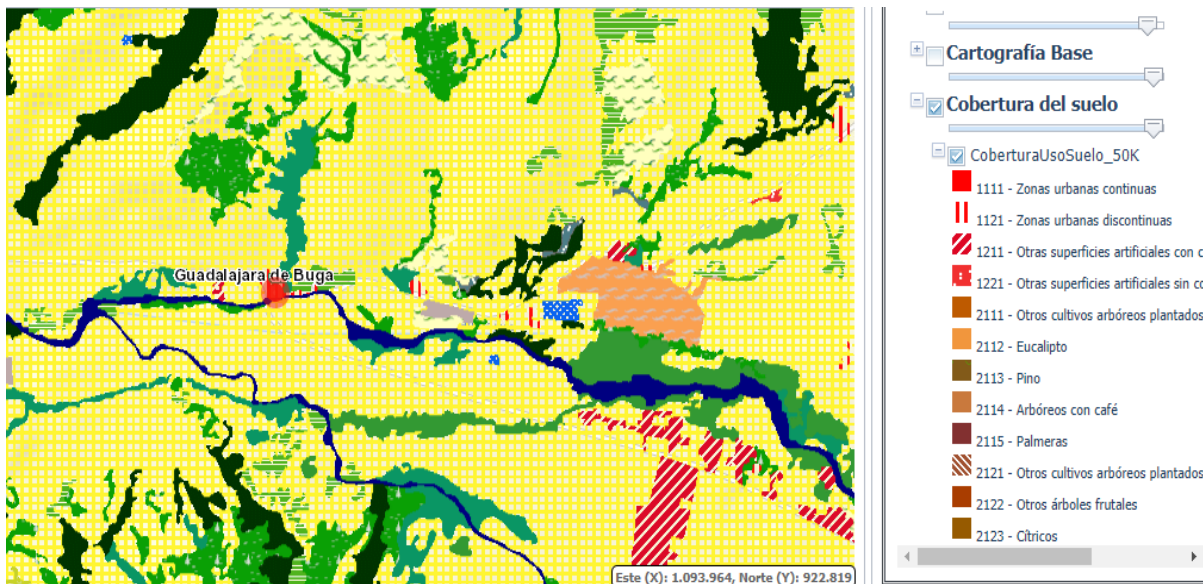 Guadalajara de Buga
Este (X): 1.093.964, Norte (Y): 922.819
Cartografía Base
Cobertura del suelo
CoberturaUsoSuelo_50K
1111 - Zonas urbanas continuas
1121 - Zonas urbanas discontinuas
1211 - Otras superficies artificiales con c
1221 - Otras superficies artificiales sin co
2111 - Otros cultivos arbóreos plantados
2112 - Eucalipto
2113 - Pino
2114 - Arbóreos con café
2115 - Palmeras
2121 - Otros cultivos arbóreos plantados
2122 - Otros árboles frutales
2123 - Cítricos